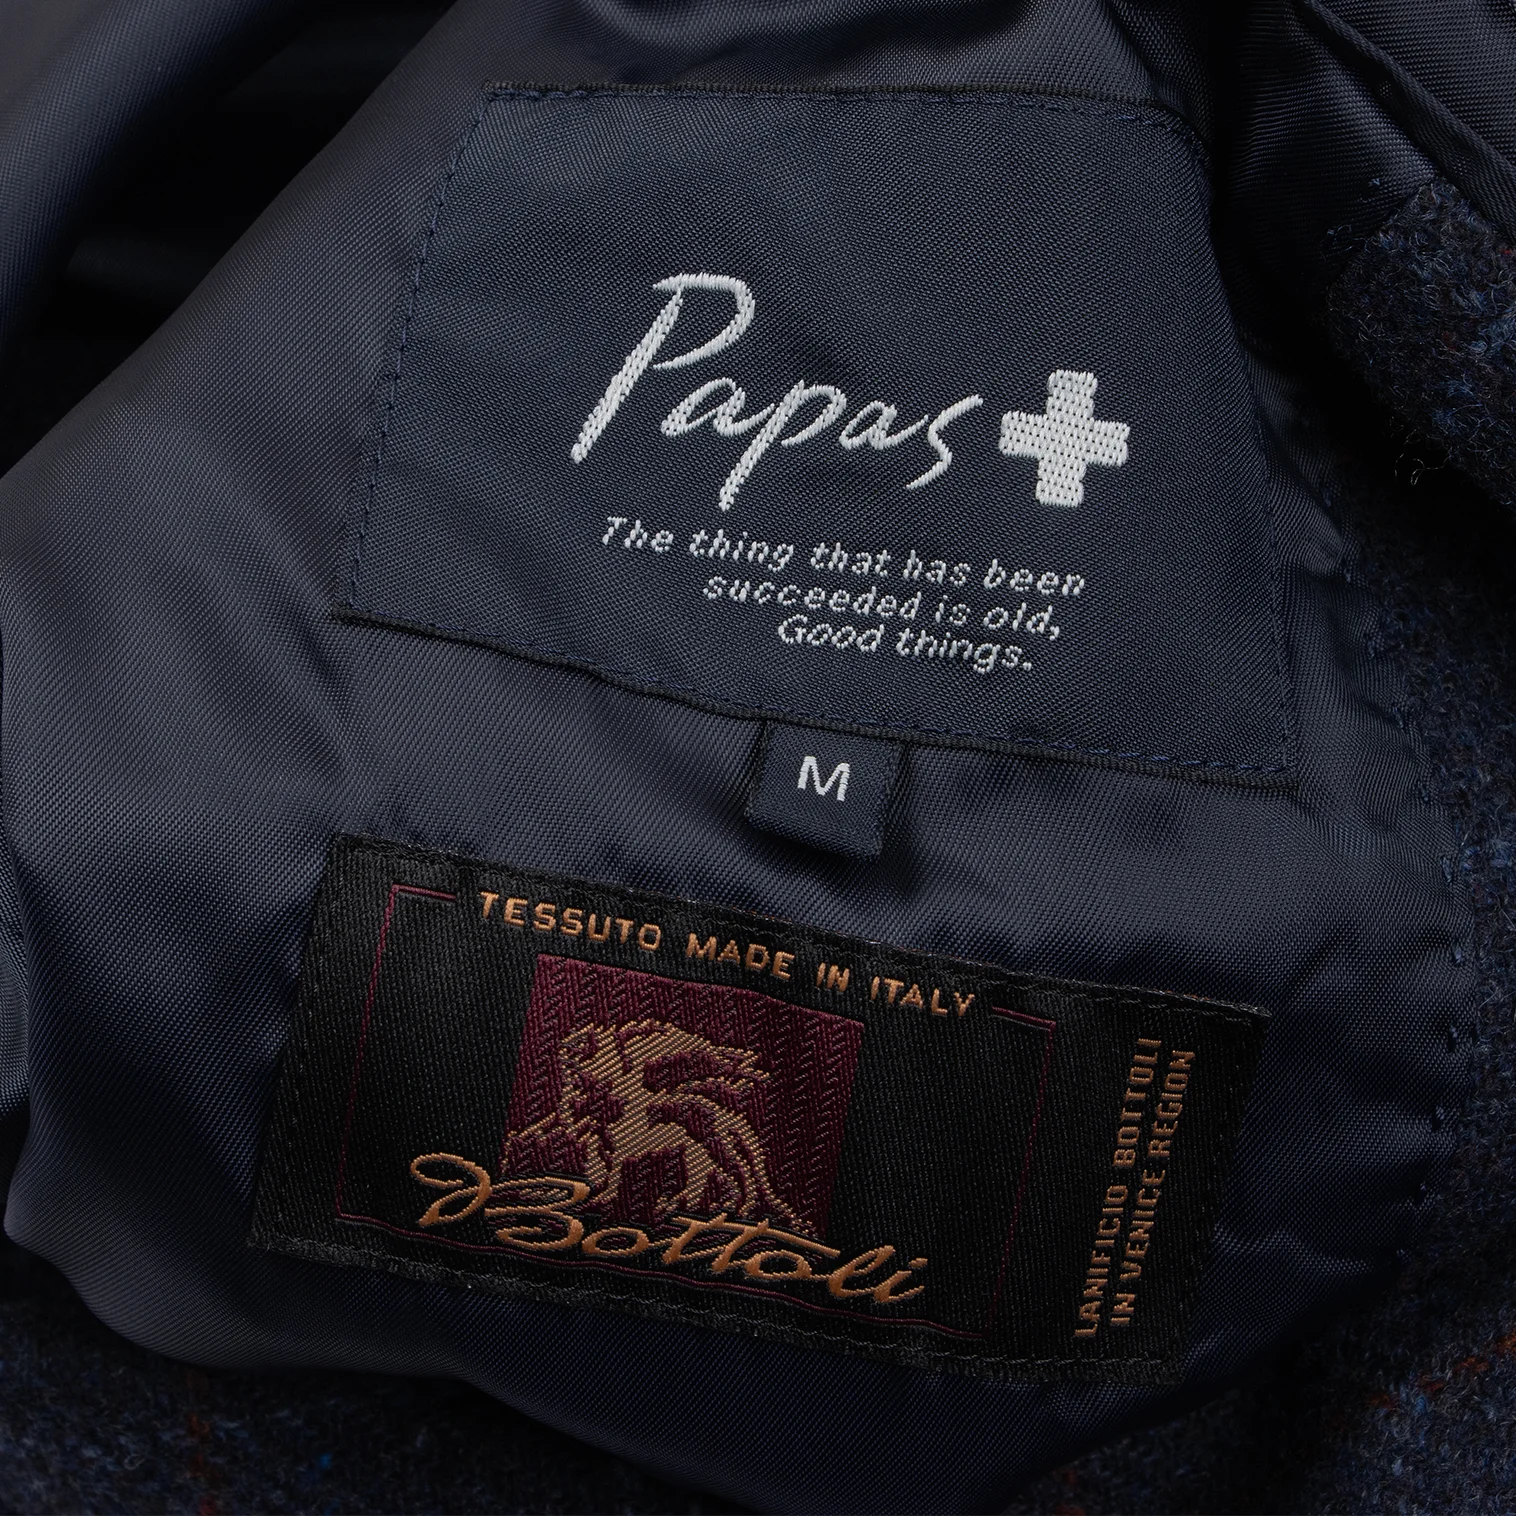 Papas+
The thing that has been
succeeded is old,
Good things.
M
TESSUTO MADE IN ITALY
Bottoli
LANIFICIO BOTTOLI
IN VENICE REGION